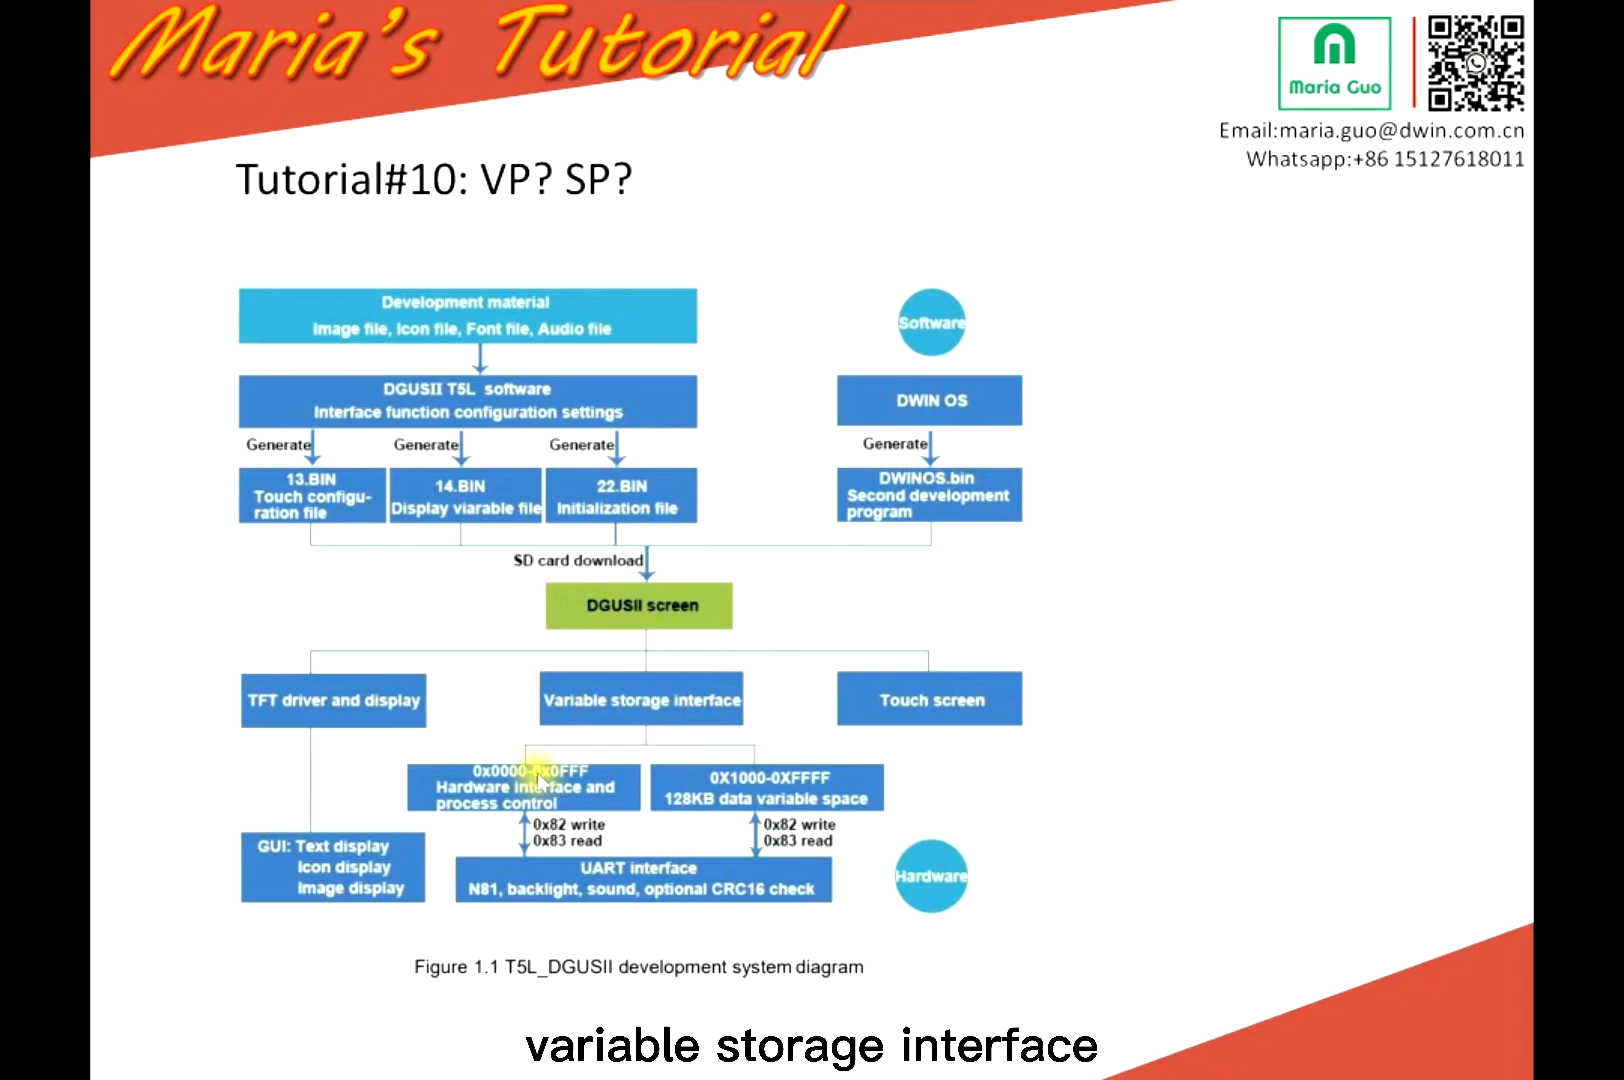 Maria's Tutorial
Maria Guo
Email:maria.guo@dwin.com.cn
Whatsapp:+86 15127618011
Tutorial#10: VP? SP?
Development material
Image file, Icon file, Font file, Audio file
Software
DGUSII T5L software
Interface function configuration settings
DWIN OS
Generate
Generate
Generate
Generate
13.BIN
Touch configu-
ration file
14.BIN
Display viarable file
22.BIN
Initialization file
DWINOS.bin
Second development
program
SD card download
DGUSII screen
TFT driver and display
Variable storage interface
Touch screen
0x0000-0x0FFF
Hardware interface and
process control
0X1000-0XFFFF
128KB data variable space
0x82 write
0x83 read
0x82 write
0x83 read
GUI: Text display
Icon display
Image display
UART interface
N81, backlight, sound, optional CRC16 check
Hardware
Figure 1.1 T5L_DGUSII development system diagram
variable storage interface